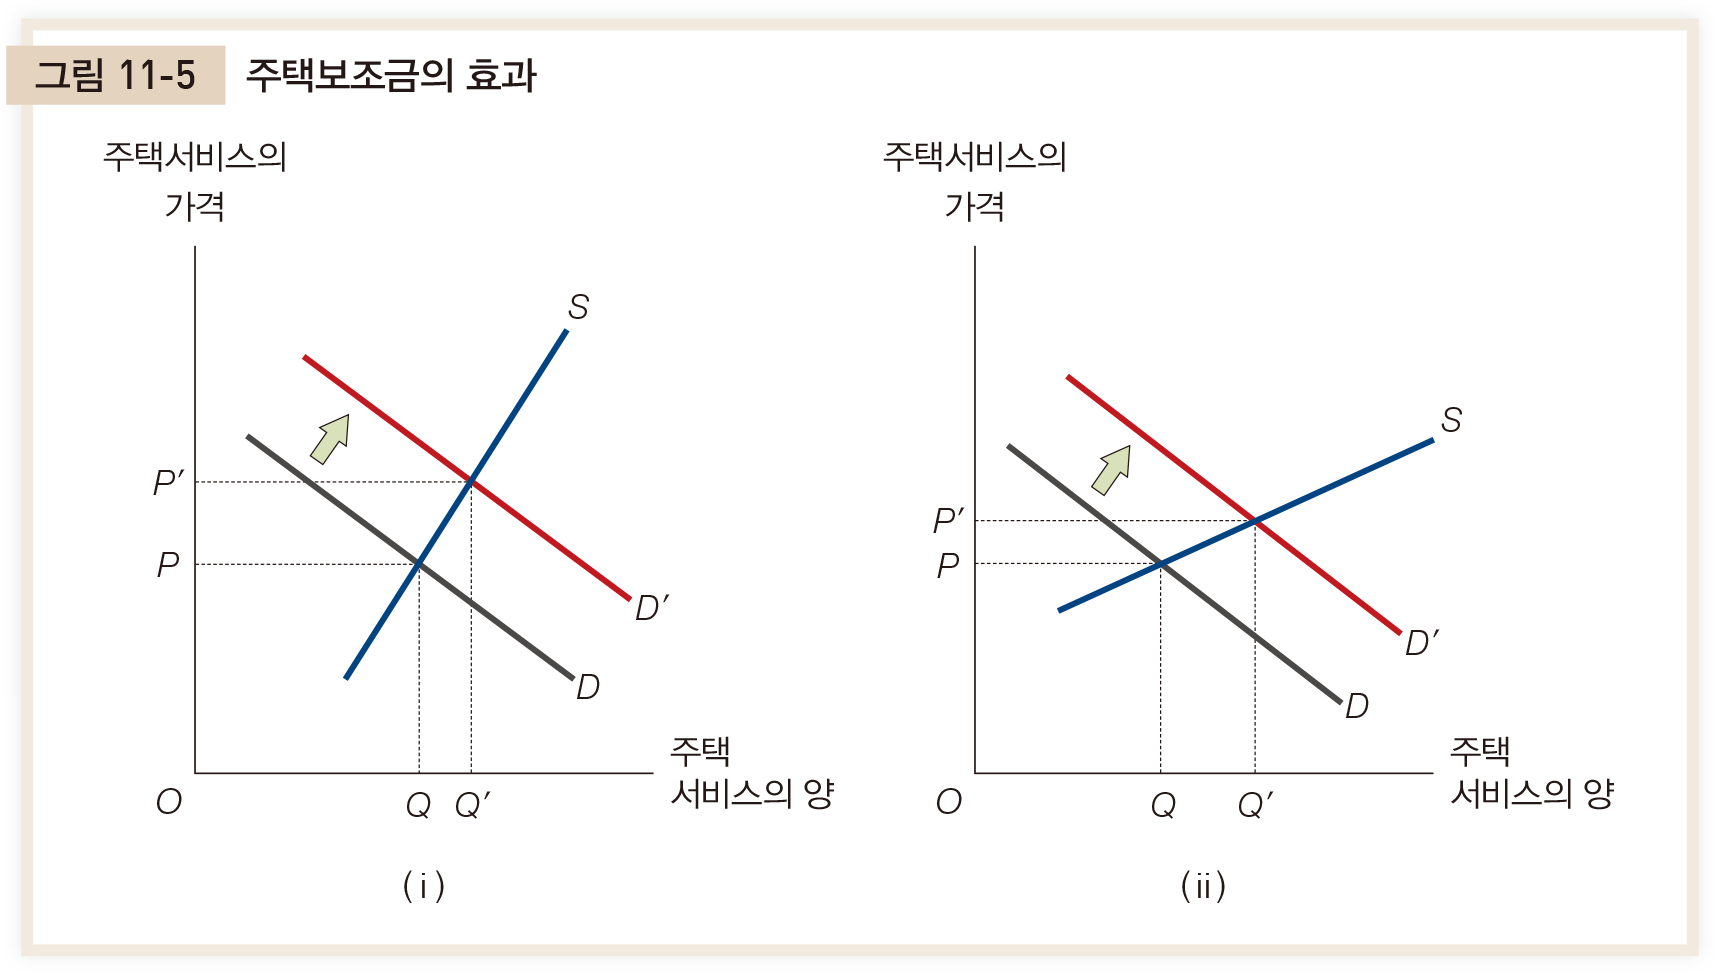 그림 11-5 주택보조금의 효과
주택서비스의
가격
S
P′
P
D′
D
주택
서비스의 양
O
Q
Q′
(i)
주택서비스의
가격
S
P′
P
D′
D
주택
서비스의 양
O
Q
Q′
(ii)